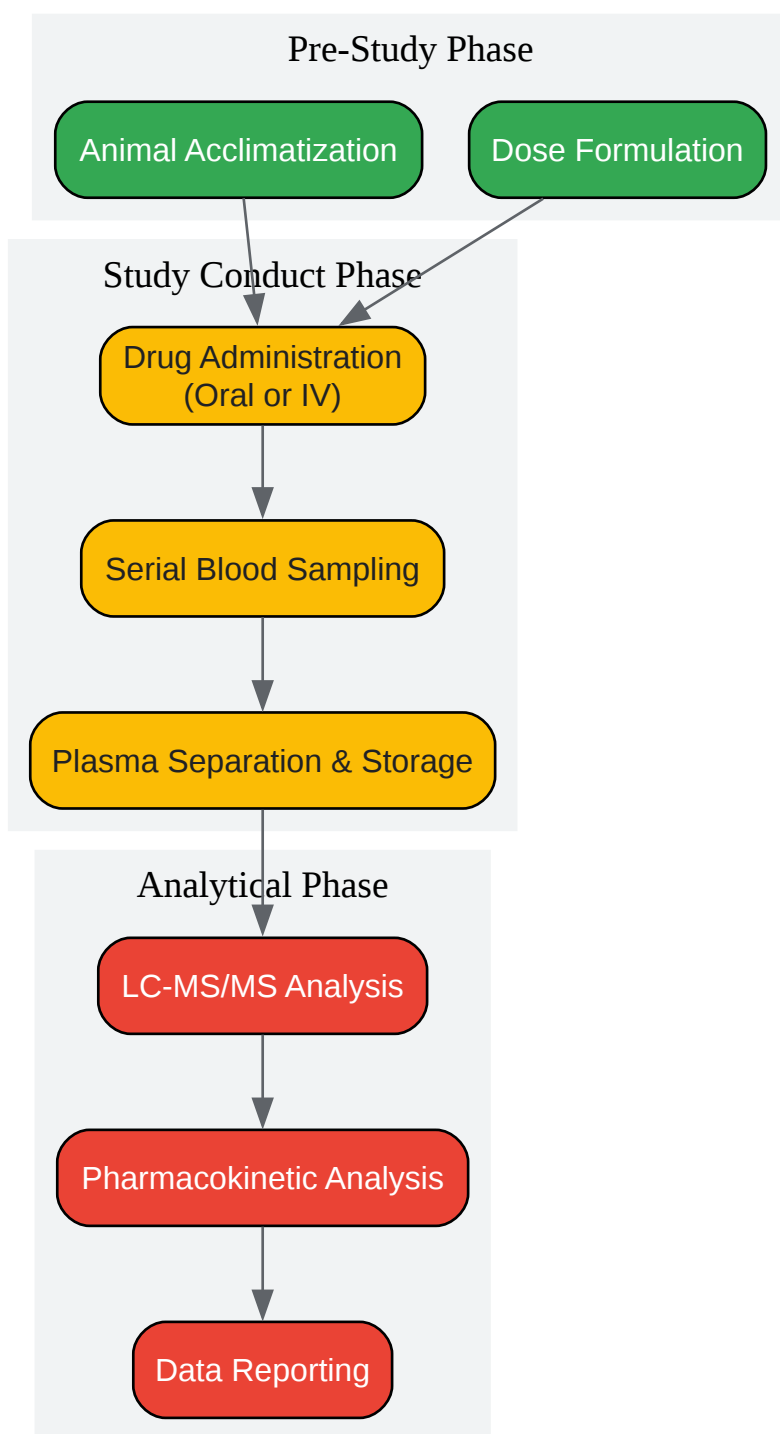 Pre-Study Phase
Animal Acclimatization
Dose Formulation
Study Conduct Phase
Drug Administration
(Oral or IV)
Serial Blood Sampling
Plasma Separation & Storage
Analytical Phase
LC-MS/MS Analysis
Pharmacokinetic Analysis
Data Reporting